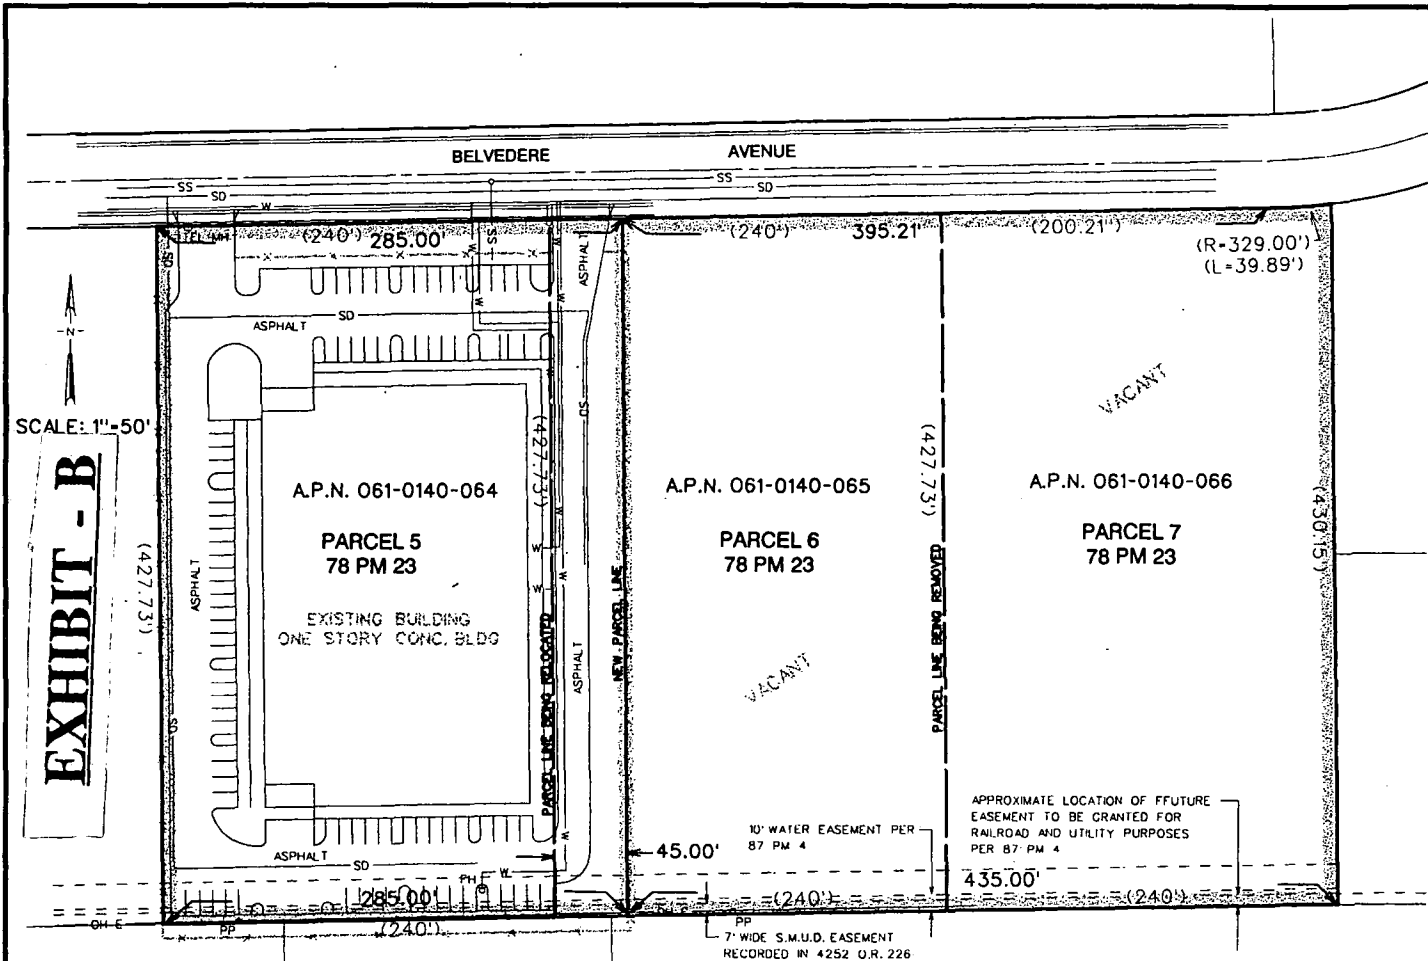 BELVEDERE AVENUE
SS
SS
SD
SD
W
TEL MH
(240')
285.00'
(240')
395.21'
(200.21')
(R=329.00')
(L=39.89')
SS
W
W
ASPHALT
SD
W
W
-N-
SCALE: 1"=50'
EXHIBIT - B
ASPHALT
SD
SD
(427.73')
(427.73')
(427.73')
(430.15')
VACANT
A.P.N. 061-0140-064
PARCEL 5
78 PM 23
EXISTING BUILDING
ONE STORY CONC. BLDG
A.P.N. 061-0140-065
PARCEL 6
78 PM 23
VACANT
A.P.N. 061-0140-066
PARCEL 7
78 PM 23
ASPHALT
W
W
W
W
PARCEL LINE BEING RELOCATED
ASPHALT
NEW PARCEL LINE
PARCEL LINE BEING REMOVED
SD
W
ASPHALT
SD
FH
W
45.00'
10' WATER EASEMENT PER
87 PM 4
APPROXIMATE LOCATION OF FFUTURE
EASEMENT TO BE GRANTED FOR
RAILROAD AND UTILITY PURPOSES
PER 87 PM 4
435.00'
285.00'
(240')
(240')
(240')
OH E
PP
PP
7' WIDE S.M.U.D. EASEMENT
RECORDED IN 4252 O.R. 226